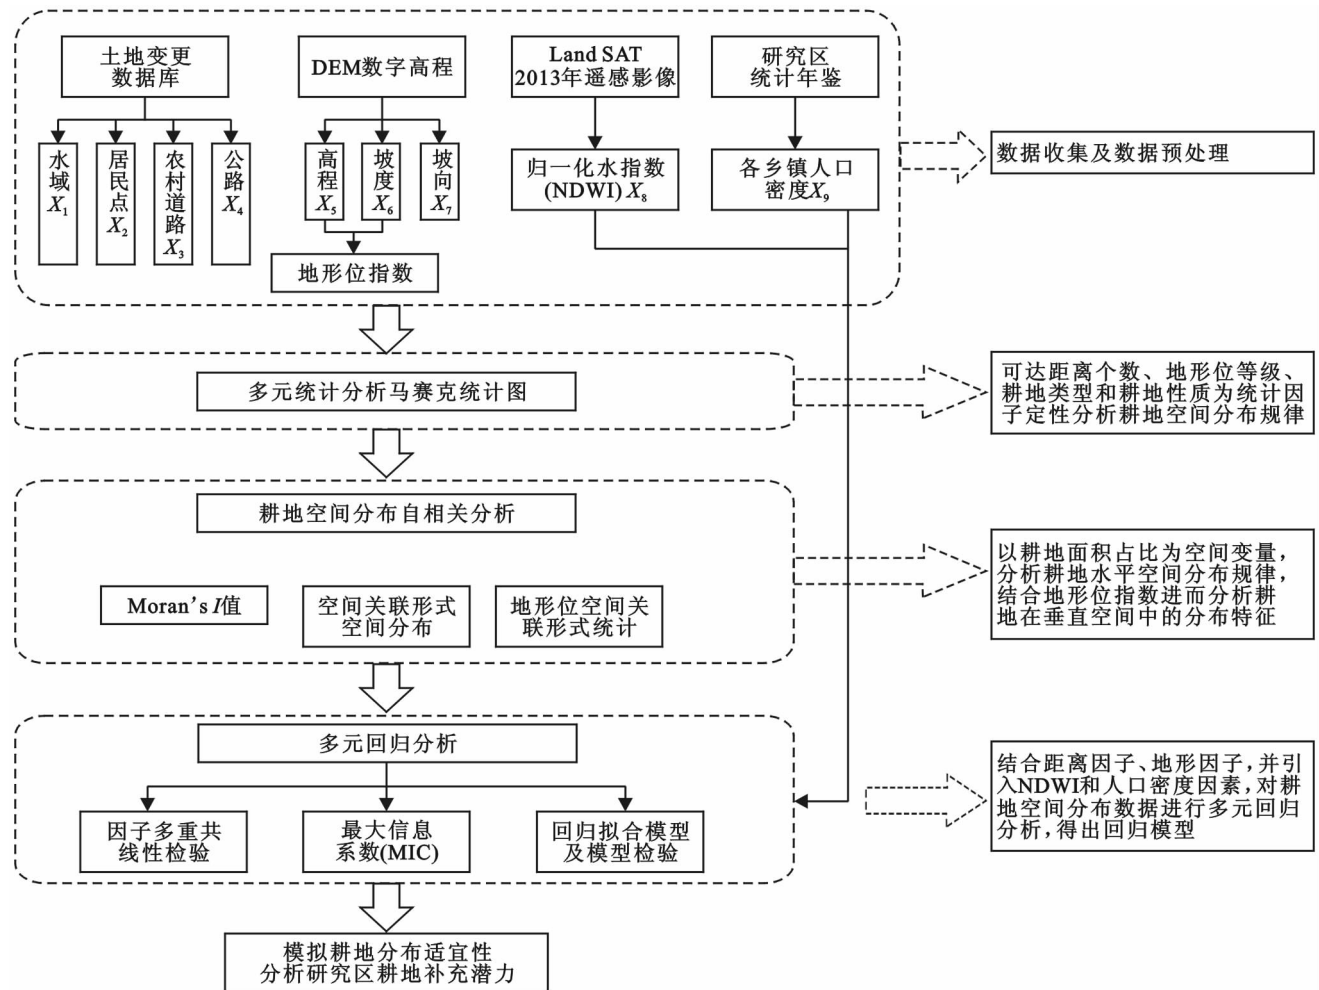 土地变更
数据库
DEM数字高程
Land SAT
2013年遥感影像
研究区
统计年鉴
水域X₁
居民点X₂
农村道路X₃
公路X₄
高程X₅
坡度X₆
坡向X₇
归一化水指数
(NDWI) X₈
各乡镇人口
密度X₉
数据收集及数据预处理
地形位指数
多元统计分析马赛克统计图
可达距离个数、地形位等级、
耕地类型和耕地性质为统计因
子定性分析耕地空间分布规律
耕地空间分布自相关分析
Moran's I值
空间关联形式
空间分布
地形位空间关
联形式统计
以耕地面积占比为空间变量,
分析耕地水平空间分布规律,
结合地形位指数进而分析耕
地在垂直空间中的分布特征
多元回归分析
因子多重共
线性检验
最大信息
系数(MIC)
回归拟合模型
及模型检验
结合距离因子、地形因子,并引
入NDWI和人口密度因素,对耕
地空间分布数据进行多元回归
分析,得出回归模型
模拟耕地分布适宜性
分析研究区耕地补充潜力